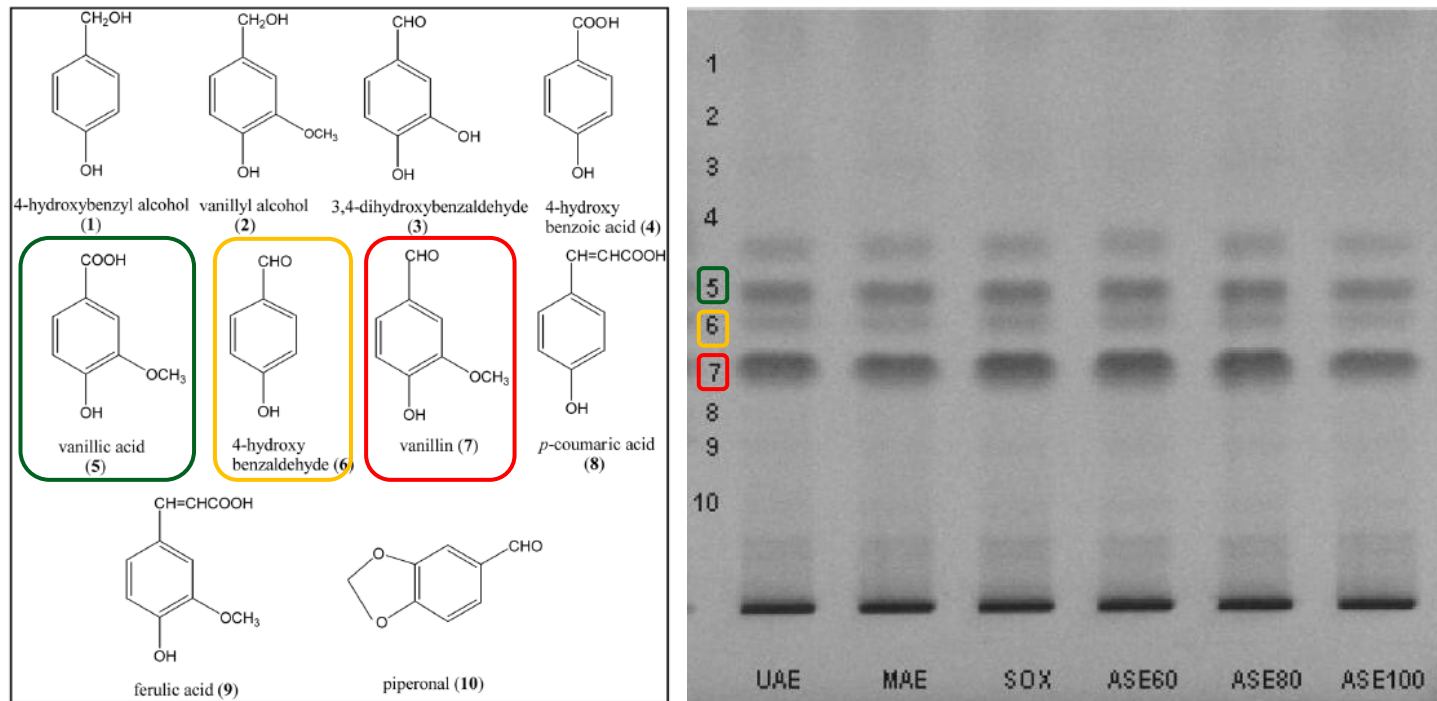 CH₂OH
OH
4-hydroxybenzyl alcohol
(1)
CH₂OH
OCH₃
OH
vanillyl alcohol
(2)
CHO
OH
OH
3,4-dihydroxybenzaldehyde
(3)
COOH
OH
4-hydroxy
benzoic acid (4)
COOH
OCH₃
OH
vanillic acid
(5)
CHO
OH
4-hydroxy
benzaldehyde (6)
CHO
OCH₃
OH
vanillin (7)
CH=CHCOOH
OH
p-coumaric acid
(8)
CH=CHCOOH
OCH₃
OH
ferulic acid (9)
O
O
CHO
piperonal (10)
1
2
3
4
5
6
7
8
9
10
UAE MAE SOX ASE60 ASE80 ASE100